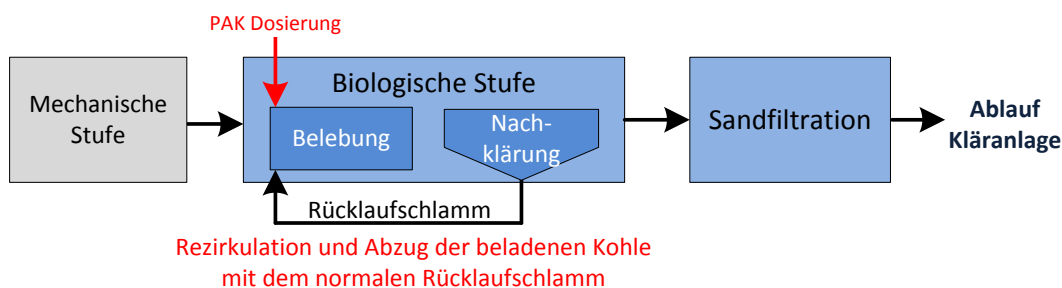 PAK Dosierung
Mechanische
Stufe
Biologische Stufe
Belebung
Nach-
klärung
Sandfiltration
Ablauf
Kläranlage
Rücklaufschlamm
Rezirkulation und Abzug der beladenen Kohle
mit dem normalen Rücklaufschlamm